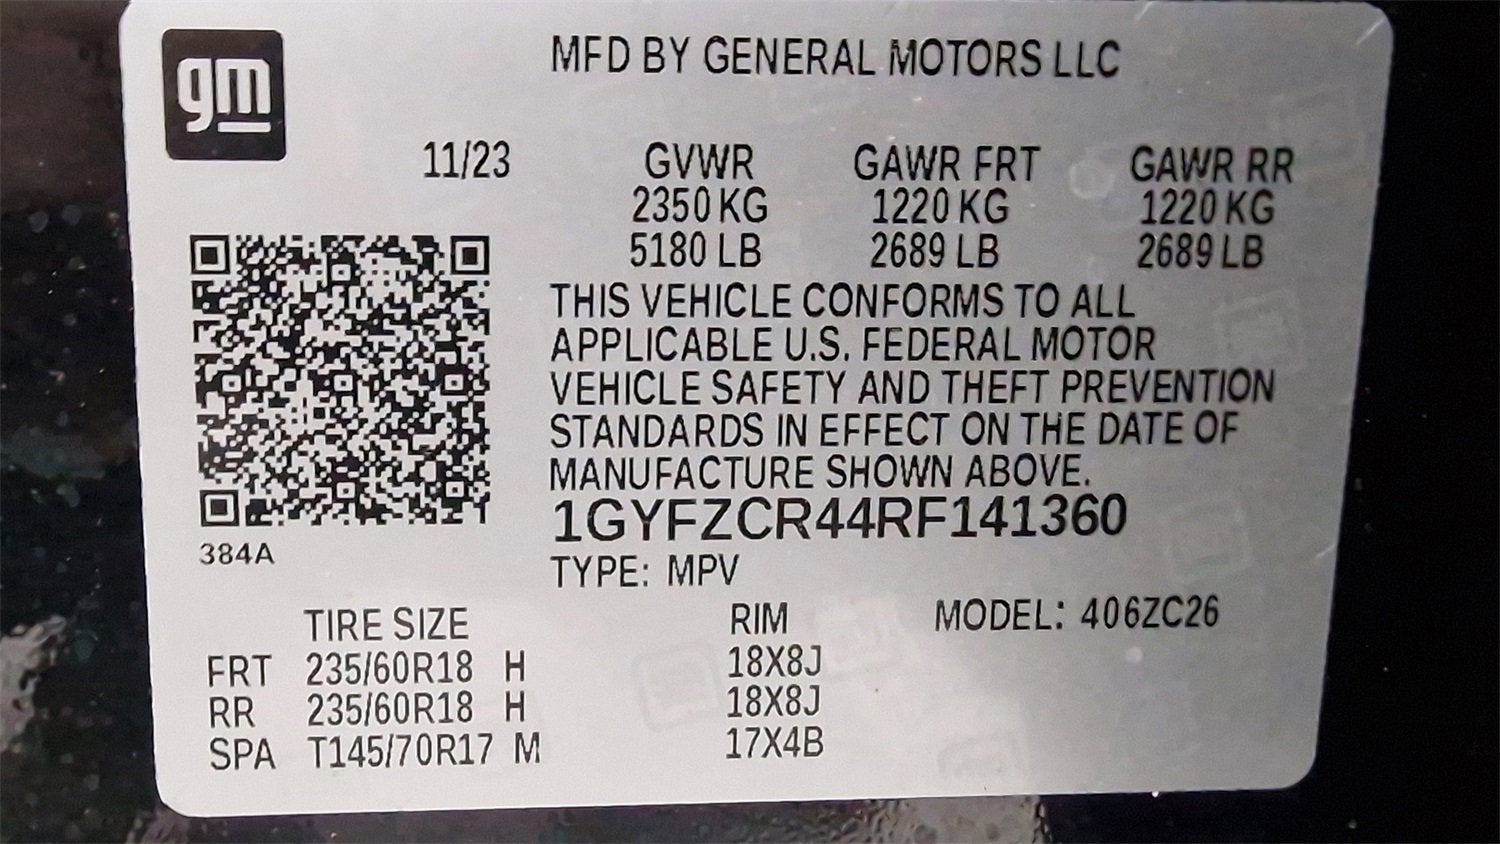 gm
MFD BY GENERAL MOTORS LLC
11/23 GVWR GAWR FRT GAWR RR
2350 KG 1220 KG 1220 KG
5180 LB 2689 LB 2689 LB
THIS VEHICLE CONFORMS TO ALL
APPLICABLE U.S. FEDERAL MOTOR
VEHICLE SAFETY AND THEFT PREVENTION
STANDARDS IN EFFECT ON THE DATE OF
MANUFACTURE SHOWN ABOVE.
1GYFZCR44RF141360
384A
TYPE: MPV
TIRE SIZE RIM MODEL: 406ZC26
FRT 235/60R18 H 18X8J
RR 235/60R18 H 18X8J
SPA T145/70R17 M 17X4B